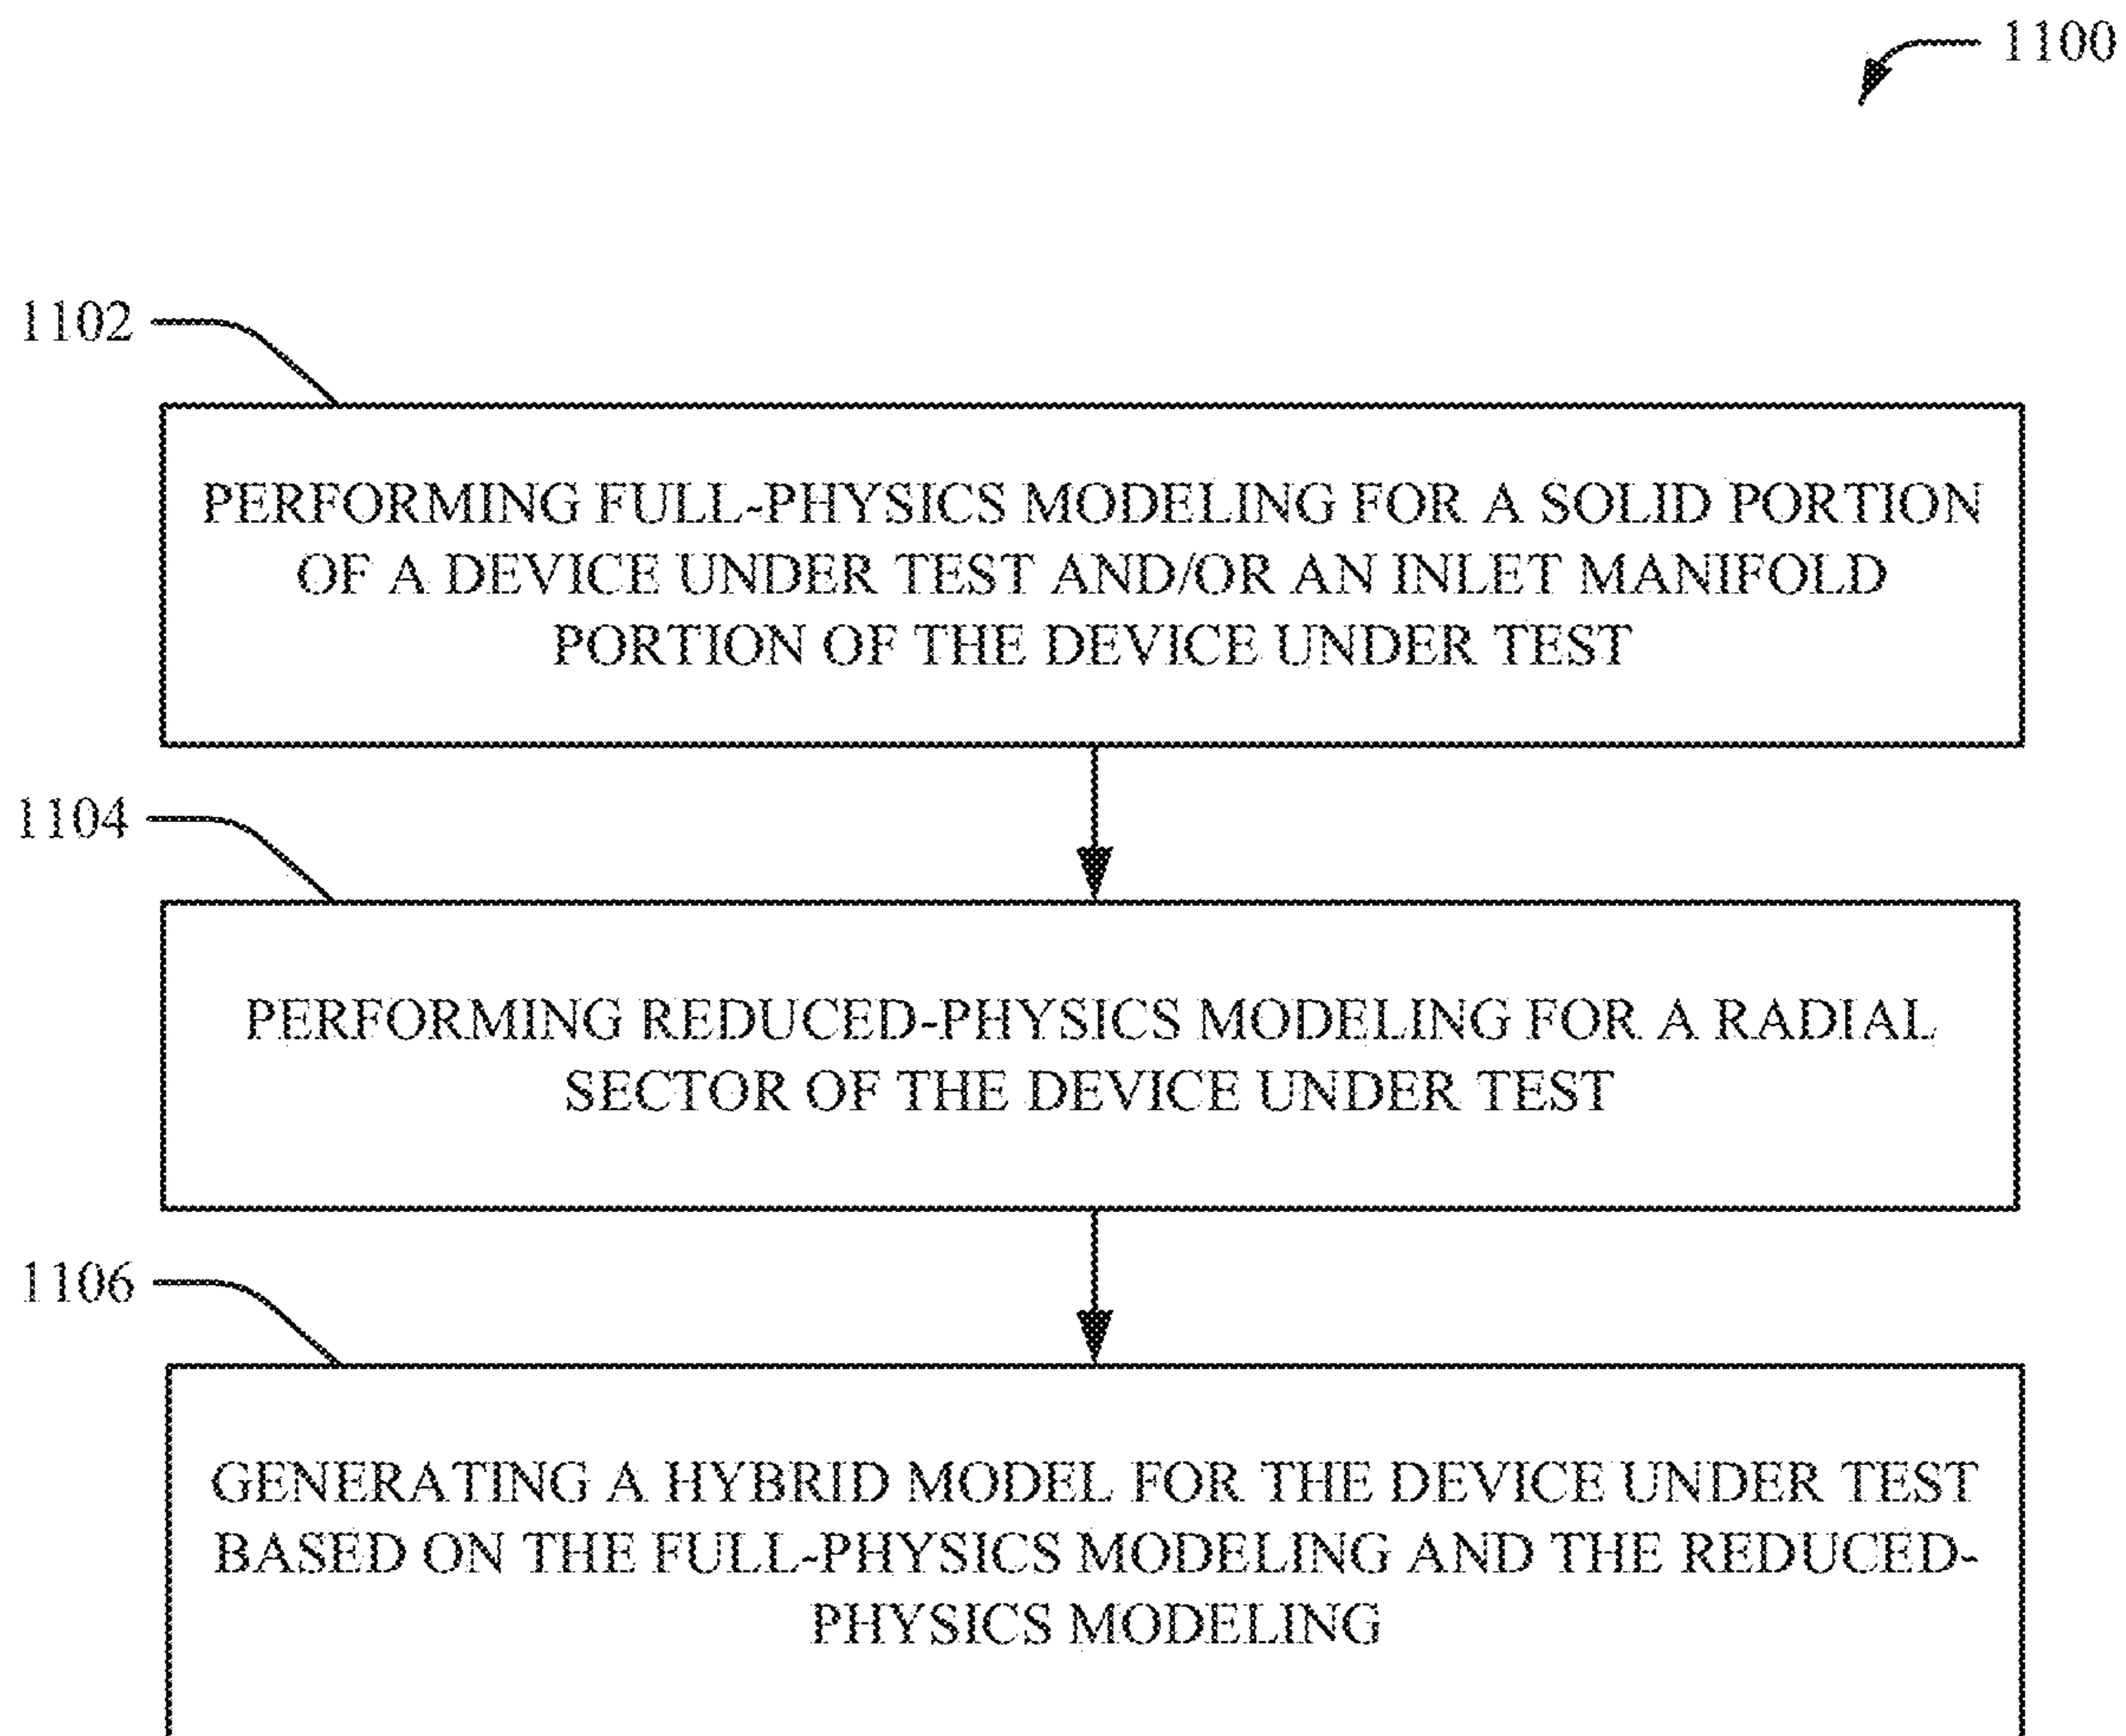 1100
1102
PERFORMING FULL-PHYSICS MODELING FOR A SOLID PORTION
OF A DEVICE UNDER TEST AND/OR AN INLET MANIFOLD
PORTION OF THE DEVICE UNDER TEST
1104
PERFORMING REDUCED-PHYSICS MODELING FOR A RADIAL
SECTOR OF THE DEVICE UNDER TEST
1106
GENERATING A HYBRID MODEL FOR THE DEVICE UNDER TEST
BASED ON THE FULL-PHYSICS MODELING AND THE REDUCED-
PHYSICS MODELING